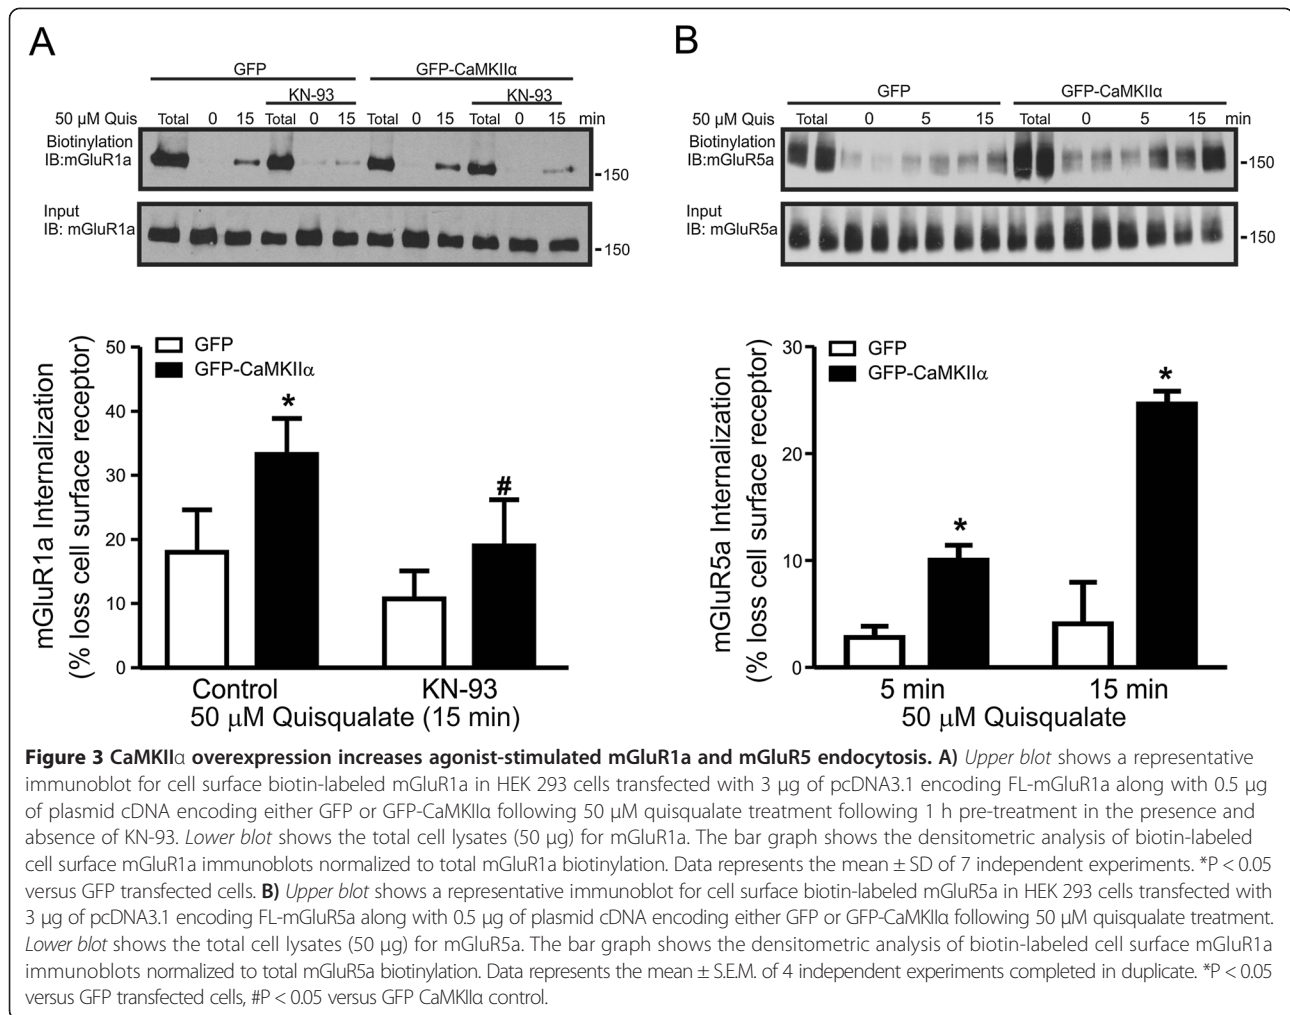 A
GFP
GFP-CaMKIIα
KN-93
KN-93
50 µM Quis Total 0 15 Total 0 15 Total 0 15 Total 0 15 min
Biotinylation
IB:mGluR1a
-150
Input
IB: mGluR1a
-150
B
GFP
GFP-CaMKIIα
50 µM Quis Total 0 5 15 Total 0 5 15 min
Biotinylation
IB:mGluR5a
-150
Input
IB: mGluR5a
-150
mGluR1a Internalization
(% loss cell surface receptor)
50
40
30
20
10
0
GFP
GFP-CaMKIIα
*
#
Control KN-93
50 µM Quisqualate (15 min)
mGluR5a Internalization
(% loss cell surface receptor)
30
20
10
0
GFP
GFP-CaMKIIα
*
*
5 min 15 min
50 µM Quisqualate
Figure 3 CaMKIIα overexpression increases agonist-stimulated mGluR1a and mGluR5 endocytosis. A) Upper blot shows a representative
immunoblot for cell surface biotin-labeled mGluR1a in HEK 293 cells transfected with 3 µg of pcDNA3.1 encoding FL-mGluR1a along with 0.5 µg
of plasmid cDNA encoding either GFP or GFP-CaMKIIα following 50 µM quisqualate treatment following 1 h pre-treatment in the presence and
absence of KN-93. Lower blot shows the total cell lysates (50 µg) for mGluR1a. The bar graph shows the densitometric analysis of biotin-labeled
cell surface mGluR1a immunoblots normalized to total mGluR1a biotinylation. Data represents the mean ± SD of 7 independent experiments. *P < 0.05
versus GFP transfected cells. B) Upper blot shows a representative immunoblot for cell surface biotin-labeled mGluR5a in HEK 293 cells transfected with
3 µg of pcDNA3.1 encoding FL-mGluR5a along with 0.5 µg of plasmid cDNA encoding either GFP or GFP-CaMKIIα following 50 µM quisqualate treatment.
Lower blot shows the total cell lysates (50 µg) for mGluR5a. The bar graph shows the densitometric analysis of biotin-labeled cell surface mGluR1a
immunoblots normalized to total mGluR5a biotinylation. Data represents the mean ± S.E.M. of 4 independent experiments completed in duplicate. *P < 0.05
versus GFP transfected cells, #P < 0.05 versus GFP CaMKIIα control.